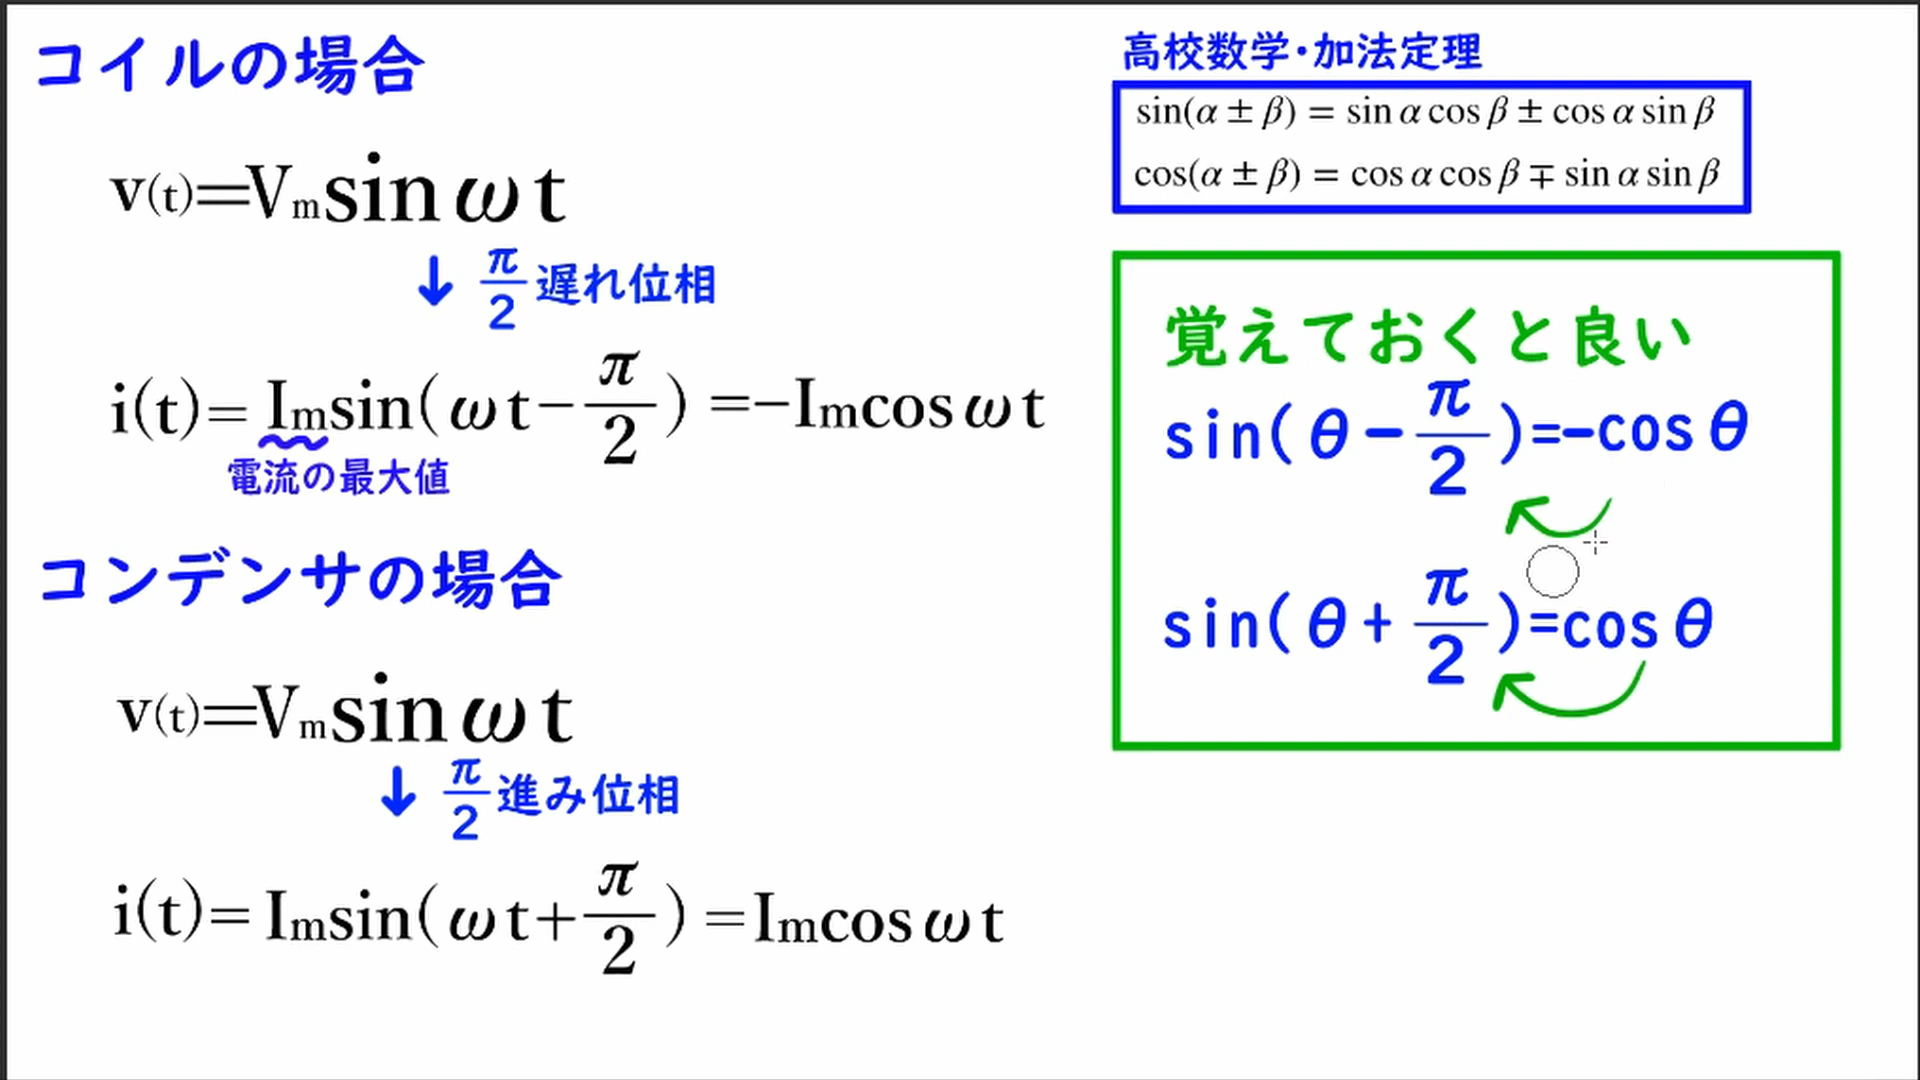 コイルの場合
v(t)=Vmsinωt
↓ π/2 遅れ位相
i(t)= Imsin(ωt−π/2) =−Imcosωt
電流の最大値
コンデンサの場合
v(t)=Vmsinωt
↓ π/2 進み位相
i(t)= Imsin(ωt+π/2) =Imcosωt
高校数学・加法定理
sin(α ± β) = sin α cos β ± cos α sin β
cos(α ± β) = cos α cos β ∓ sin α sin β
覚えておくと良い
sin(θ−π/2)=−cosθ
sin(θ+π/2)=cosθ